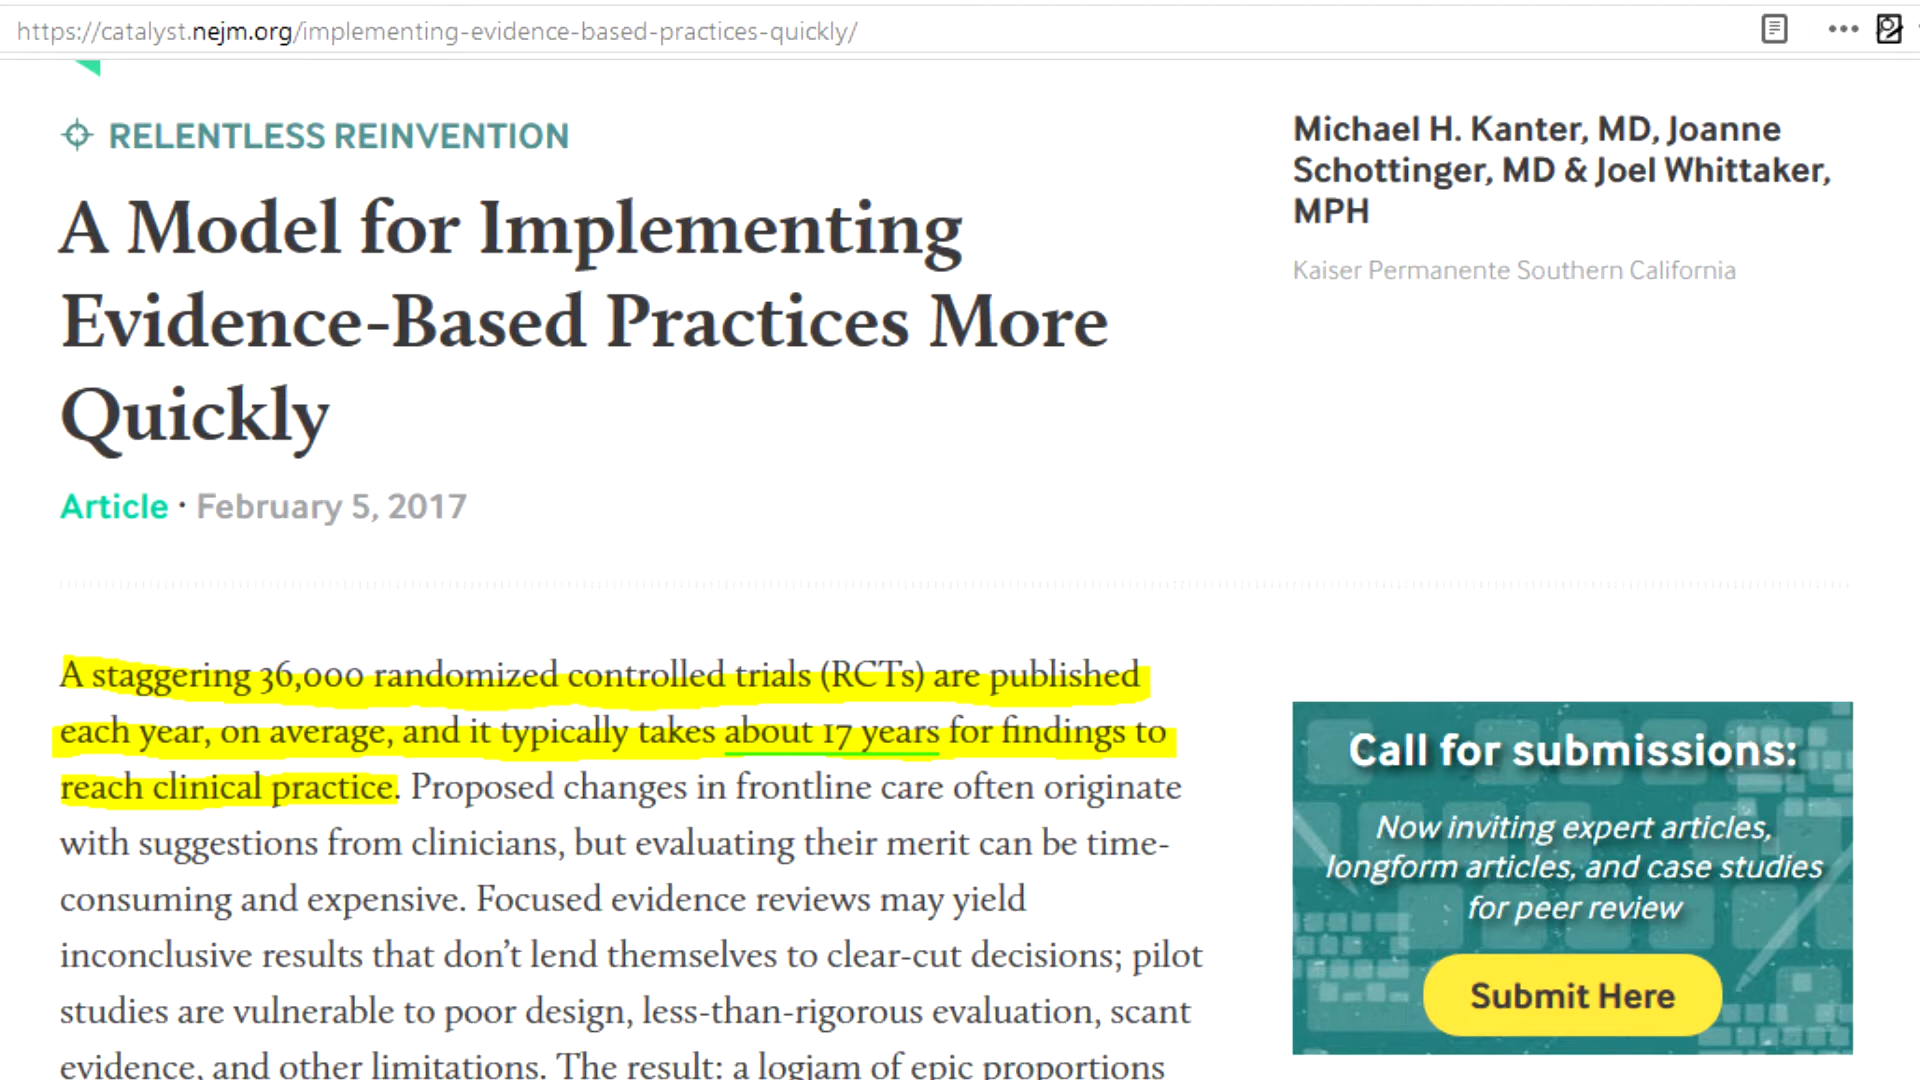 https://catalyst.nejm.org/implementing-evidence-based-practices-quickly/
RELENTLESS REINVENTION
A Model for Implementing
Evidence-Based Practices More
Quickly
Article · February 5, 2017
Michael H. Kanter, MD, Joanne
Schottinger, MD & Joel Whittaker,
MPH
Kaiser Permanente Southern California
A staggering 36,000 randomized controlled trials (RCTs) are published
each year, on average, and it typically takes about 17 years for findings to
reach clinical practice. Proposed changes in frontline care often originate
with suggestions from clinicians, but evaluating their merit can be time-
consuming and expensive. Focused evidence reviews may yield
inconclusive results that don’t lend themselves to clear-cut decisions; pilot
studies are vulnerable to poor design, less-than-rigorous evaluation, scant
evidence, and other limitations. The result: a logjam of epic proportions
Call for submissions:
Now inviting expert articles,
longform articles, and case studies
for peer review
Submit Here